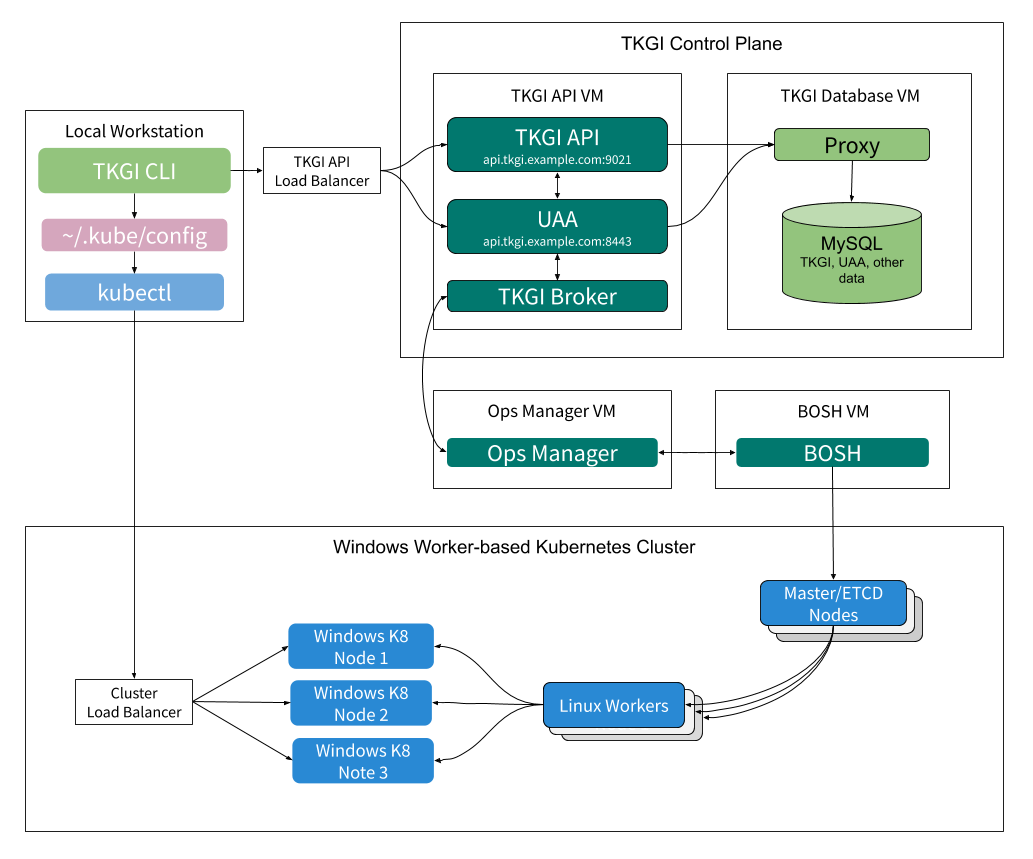 TKGI Control Plane
Local Workstation
TKGI CLI
~/.kube/config
kubectl
TKGI API
Load Balancer
TKGI API VM
TKGI API
api.tkgi.example.com:9021
UAA
api.tkgi.example.com:8443
TKGI Broker
TKGI Database VM
Proxy
MySQL
TKGI, UAA, other
data
Ops Manager VM
Ops Manager
BOSH VM
BOSH
Windows Worker-based Kubernetes Cluster
Master/ETCD
Nodes
Windows K8
Node 1
Windows K8
Node 2
Windows K8
Note 3
Linux Workers
Cluster
Load Balancer